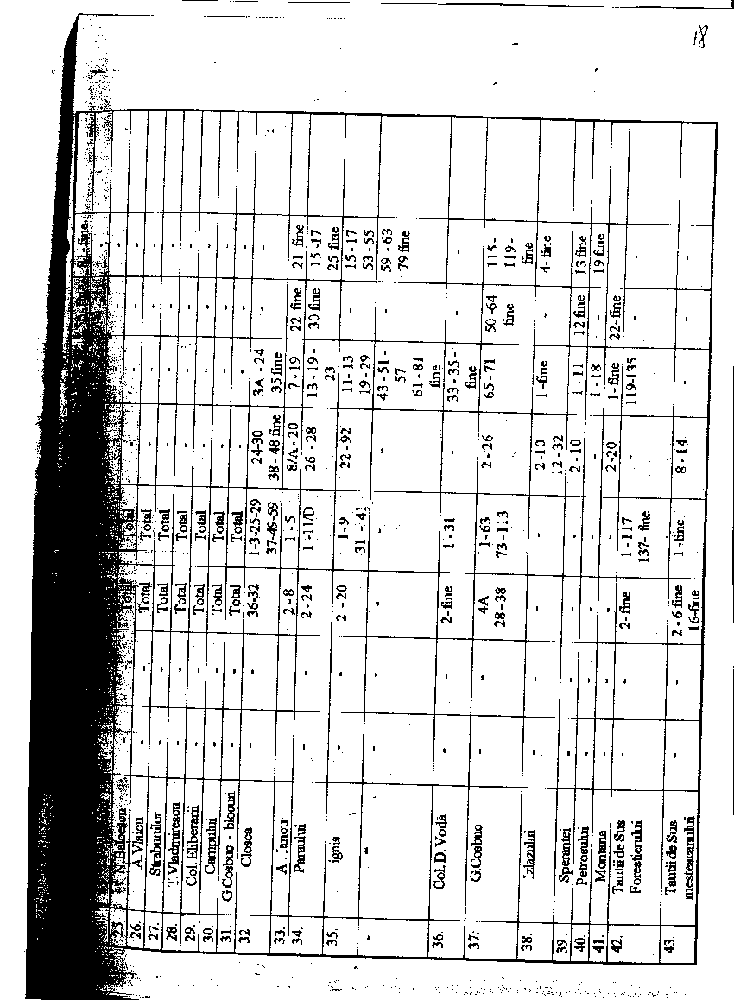 18
81 - fine
25. N. Balcescu - - Total Total - - - -
26. A. Vlaicu - - Total Total - - - -
27. Strabunilor - - Total Total - - - -
28. T. Vladmirescu - - Total Total - - - -
29. Col. Eliberarii - - Total Total - - - -
30. Campului - - Total Total - - - -
31. G.Cosbuc - blocuri - - Total Total - - - -
32. Closca - - 36-32 1-3-25-29 24-30 3A - 24 - -
37-49-59 38 - 48 fine 35 fine
33. A. Iancu 2 - 8 1 - 5 8/A - 20 7 - 19 22 fine 21 fine
34. Panaului - - 2 - 24 1 -11/D 26 - 28 13 - 19 - 30 fine 15 -17
23 25 fine
35. ignis - - 2 - 20 1 - 9 22 - 92 11- 13 - 15 - 17
31 - 41 19 - 29 53 - 55
- " - - - - - 43 - 51 - - 59 - 63
57 79 fine
61 - 81
fine
36. Col. D. Vodă - - 2- fine 1 - 31 - 33 - 35 - - -
fine
37. G.Cosbuc - - 4A 1- 63 2 - 26 65 - 71 50 -64 115 -
28 - 38 73 - 113 fine 119 -
fine
38. Izlazului - - - - 2 -10 1 -fine - 4- fine
12 - 32
39. Sperantei - - - -
40. Petrosului - - - - 2 - 10 1 - 11 12 fine 13 fine
41. Montana - - - - - 1 - 18 - 19 fine
42. Tautii de Sus - - 2- fine 1 - 117 2 -20 1- fine 22- fine
Forestierului 137- fine - 119-135 - -
43. Tautii de Sus - - 2 - 6 fine 1 -fine 8 - 14 - - -
mesteacanului 16-fine